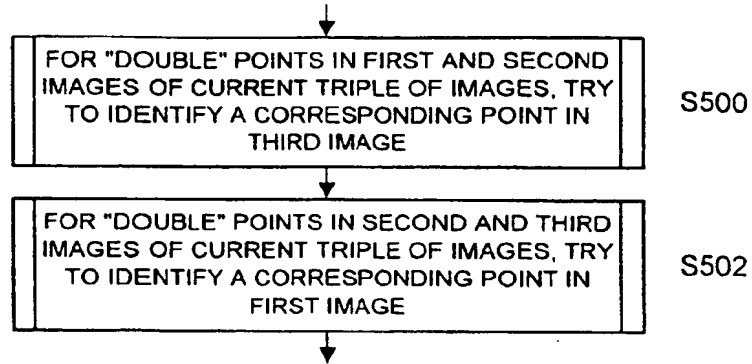 FOR "DOUBLE" POINTS IN FIRST AND SECOND
IMAGES OF CURRENT TRIPLE OF IMAGES, TRY
TO IDENTIFY A CORRESPONDING POINT IN
THIRD IMAGE
S500
FOR "DOUBLE" POINTS IN SECOND AND THIRD
IMAGES OF CURRENT TRIPLE OF IMAGES, TRY
TO IDENTIFY A CORRESPONDING POINT IN
FIRST IMAGE
S502